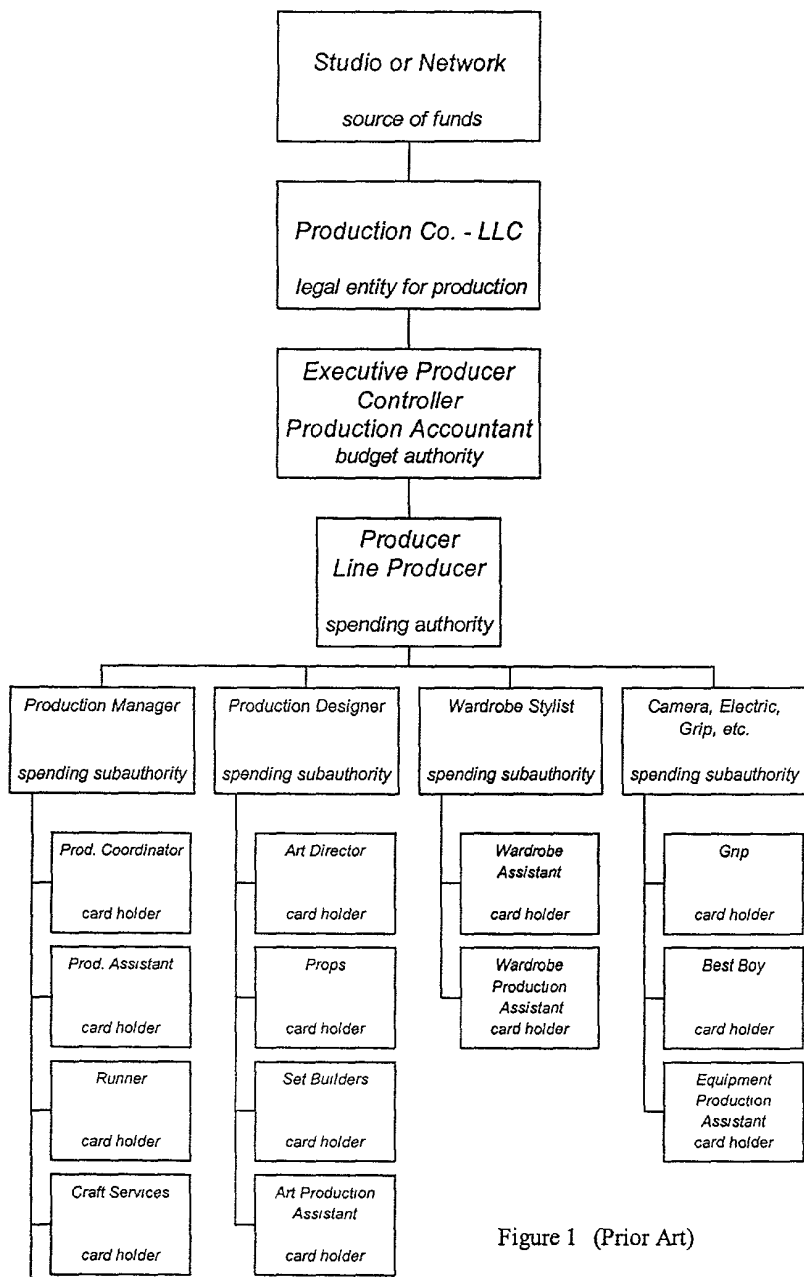 Studio or Network
source of funds
Production Co. - LLC
legal entity for production
Executive Producer
Controller
Production Accountant
budget authority
Producer
Line Producer
spending authority
Production Manager
spending subauthority
Production Designer
spending subauthority
Wardrobe Stylist
spending subauthority
Camera, Electric,
Grip, etc.
spending subauthority
Prod. Coordinator
card holder
Prod. Assistant
card holder
Runner
card holder
Craft Services
card holder
Art Director
card holder
Props
card holder
Set Builders
card holder
Art Production
Assistant
card holder
Wardrobe
Assistant
card holder
Wardrobe
Production
Assistant
card holder
Grip
card holder
Best Boy
card holder
Equipment
Production
Assistant
card holder
Figure 1 (Prior Art)